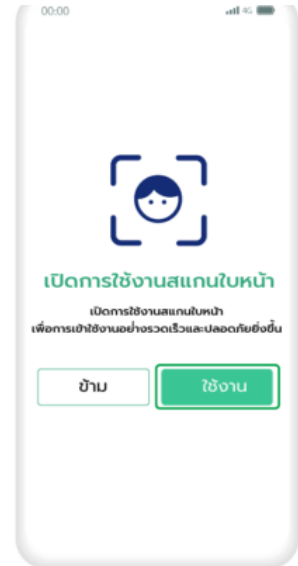 00:00 4G
เปิดการใช้งานสแกนใบหน้า
เปิดการใช้งานสแกนใบหน้า
เพื่อการเข้าใช้งานอย่างรวดเร็วและปลอดภัยยิ่งขึ้น
ข้าม ใช้งาน